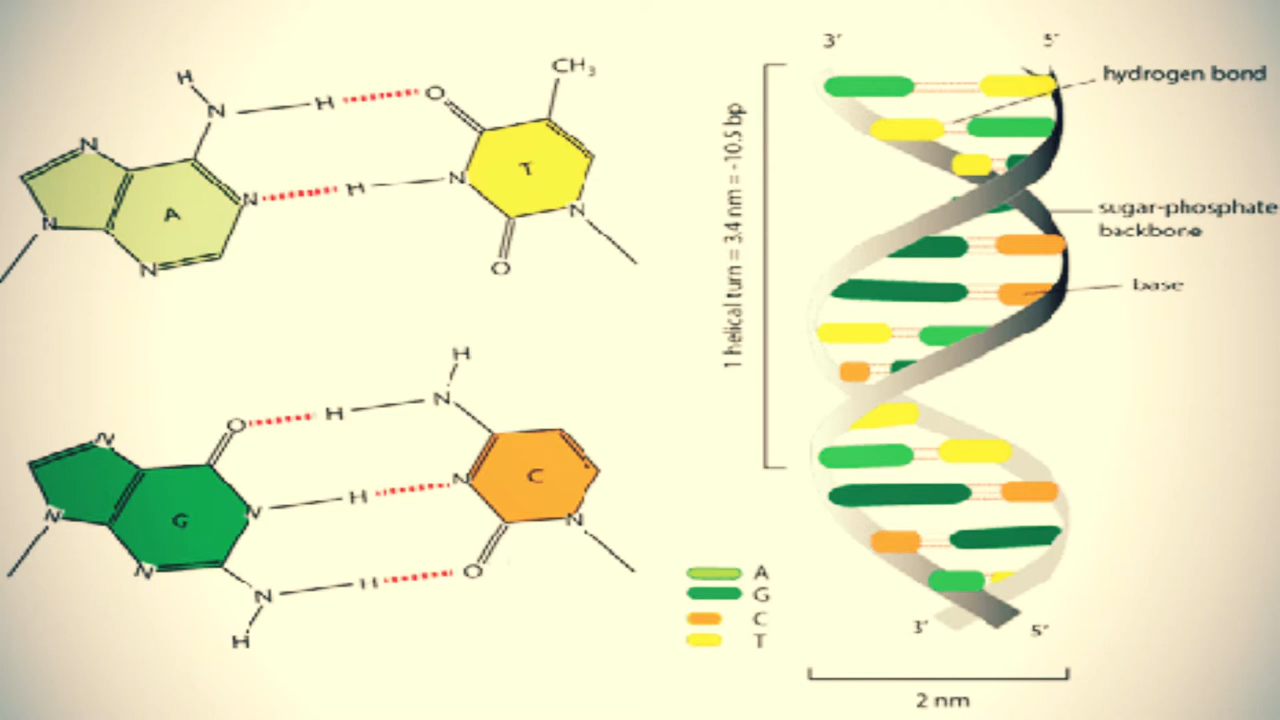 H
N
H
O
CH3
N
A
N
H
N
T
N
N
N
O
H
O
H
N
N
G
N
H
N
C
N
N
N
O
N
H
H
3′
5′
hydrogen bond
sugar-phosphate
backbone
base
1 helical turn = 3.4 nm = ~10.5 bp
A
G
C
T
3′
5′
2 nm